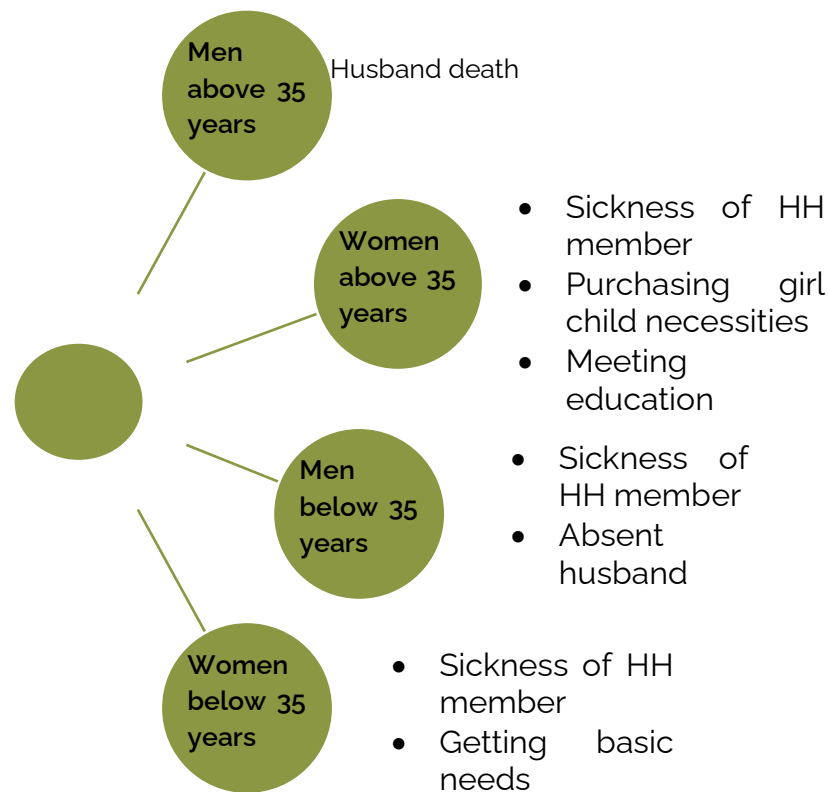 Men
above 35
years
Husband death
Women
above 35
years
• Sickness of HH
member
• Purchasing girl
child necessities
• Meeting
education
Men
below 35
years
• Sickness of
HH member
• Absent
husband
Women
below 35
years
• Sickness of HH
member
• Getting basic
needs